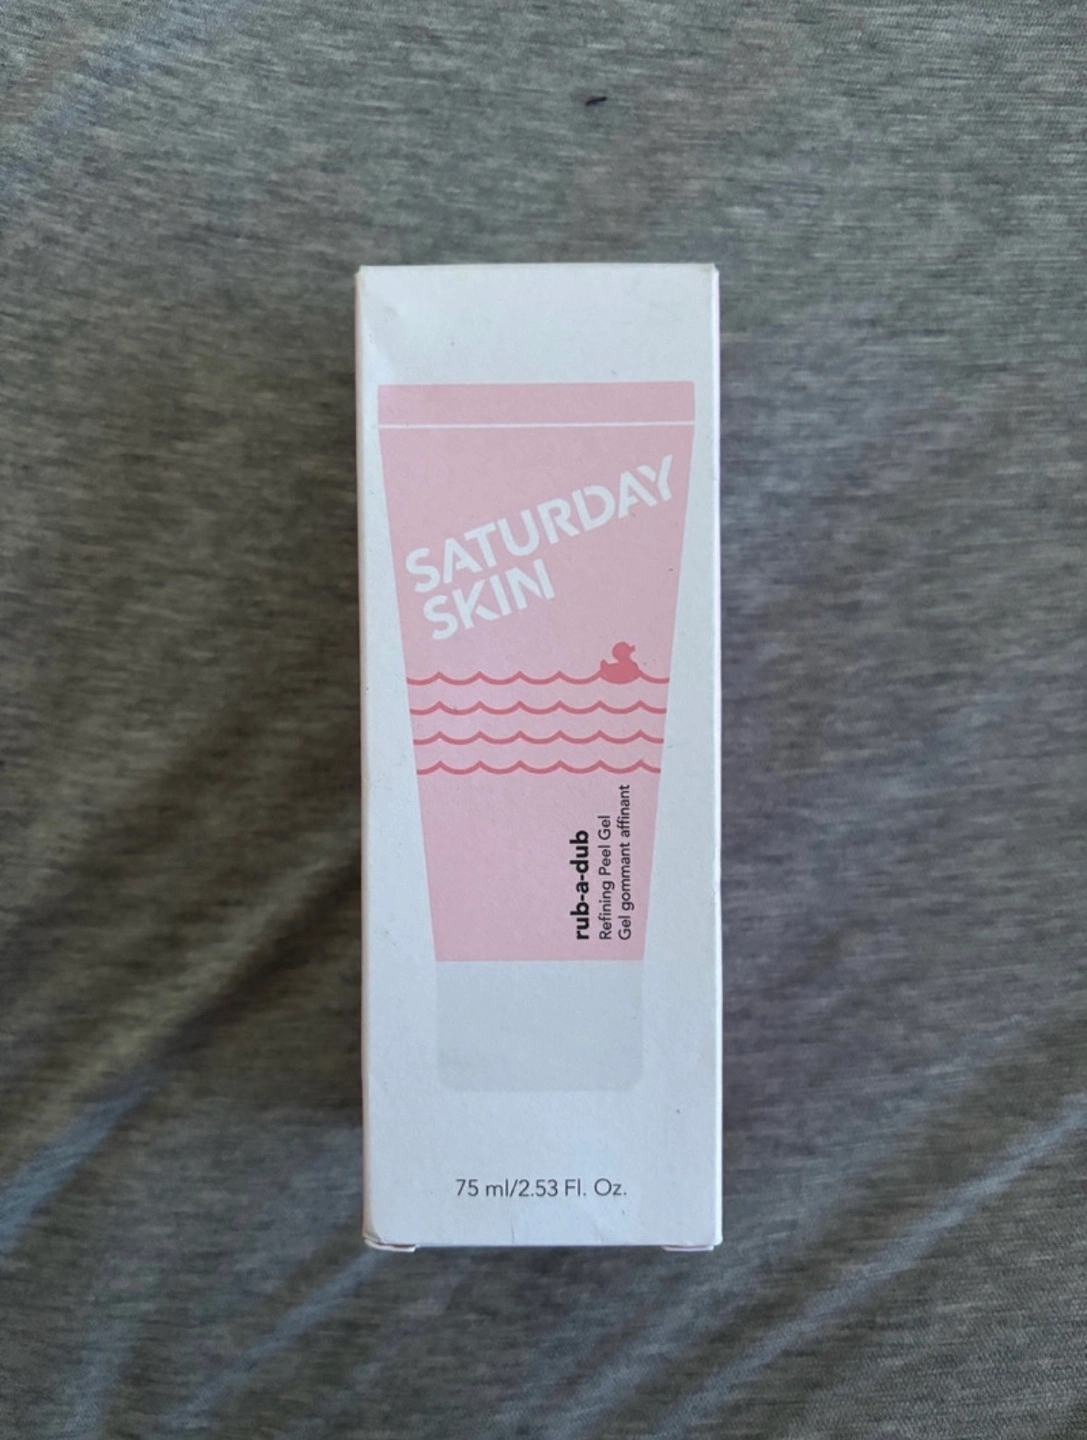 SATURDAY
SKIN
rub-a-dub
Refining Peel Gel
Gel gommant affinant
75 ml/2.53 Fl. Oz.